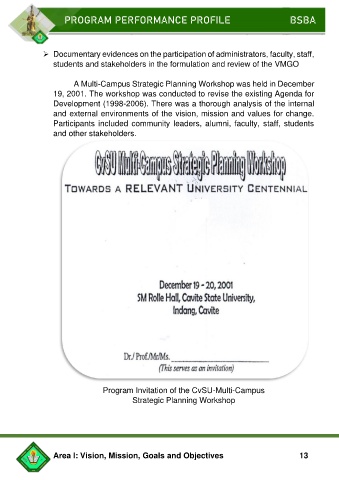 PROGRAM PERFORMANCE PROFILE BSBA
➢ Documentary evidences on the participation of administrators, faculty, staff,
students and stakeholders in the formulation and review of the VMGO
A Multi-Campus Strategic Planning Workshop was held in December
19, 2001. The workshop was conducted to revise the existing Agenda for
Development (1998-2006). There was a thorough analysis of the internal
and external environments of the vision, mission and values for change.
Participants included community leaders, alumni, faculty, staff, students
and other stakeholders.
CvSU Multi-Campus Strategic Planning Workshop
TOWARDS A RELEVANT UNIVERSITY CENTENNIAL
December 19 - 20, 2001
SM Rolle Hall, Cavite State University,
Indang, Cavite
Dr./ Prof./Mr/Ms. ____________________
(This serves as an invitation)
Program Invitation of the CvSU-Multi-Campus
Strategic Planning Workshop
Area I: Vision, Mission, Goals and Objectives 13